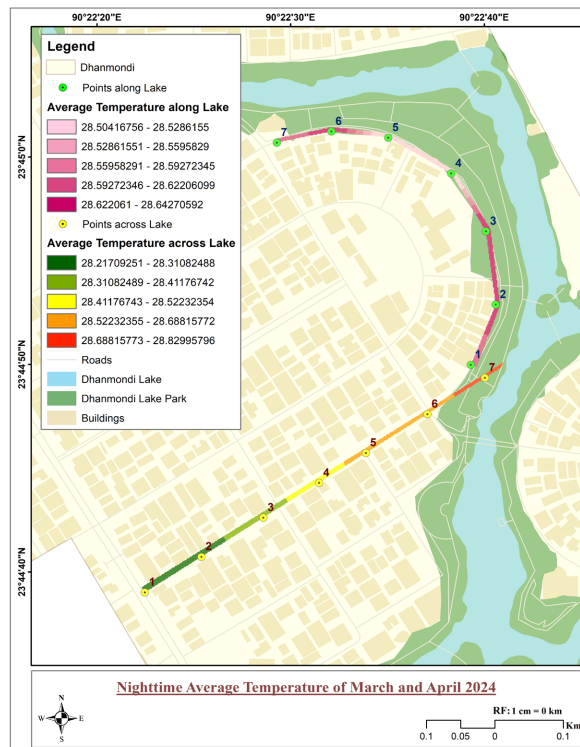 90°22'20"E 90°22'30"E 90°22'40"E
Legend
Dhanmondi
Points along Lake
Average Temperature along Lake
28.50416756 - 28.5286155
28.52861551 - 28.5595829
28.55958291 - 28.59272345
28.59272346 - 28.62206099
28.622061 - 28.64270592
Points across Lake
Average Temperature across Lake
28.21709251 - 28.31082488
28.31082489 - 28.41176742
28.41176743 - 28.52232354
28.52232355 - 28.68815772
28.68815773 - 28.82995796
Roads
Dhanmondi Lake
Dhanmondi Lake Park
Buildings
23°45'0"N
23°44'50"N
23°44'40"N
7
6
5
4
3
2
1
7
6
5
4
3
2
1
Nighttime Average Temperature of March and April 2024
N
W E
S
RF: 1 cm = 0 km
Km
0.1 0.05 0 0.1